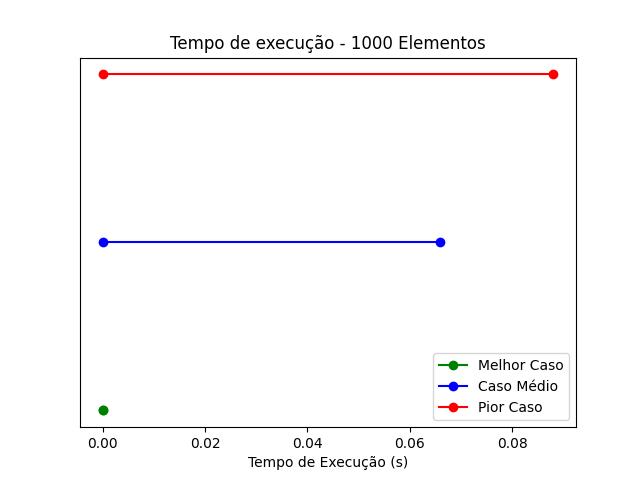 Tempo de execução - 1000 Elementos
Melhor Caso
Caso Médio
Pior Caso
0.00 0.02 0.04 0.06 0.08
Tempo de Execução (s)